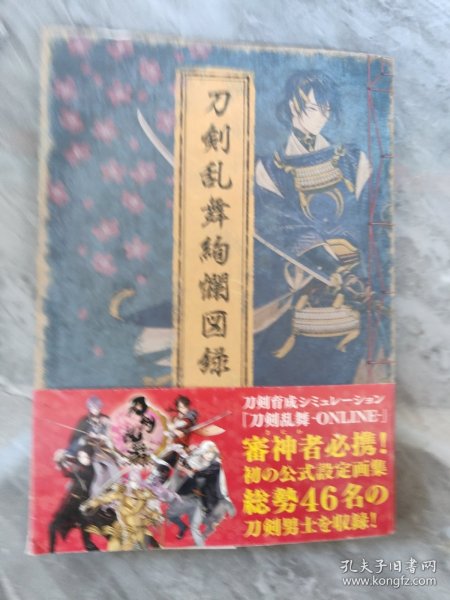 刀剣乱舞絢爛図録
刀剣育成シミュレーション
「刀剣乱舞-ONLINE-」
審神者必携!
初の公式設定画集
総勢46名の
刀剣男士を収録!
孔夫子旧书网
www.kongfz.com